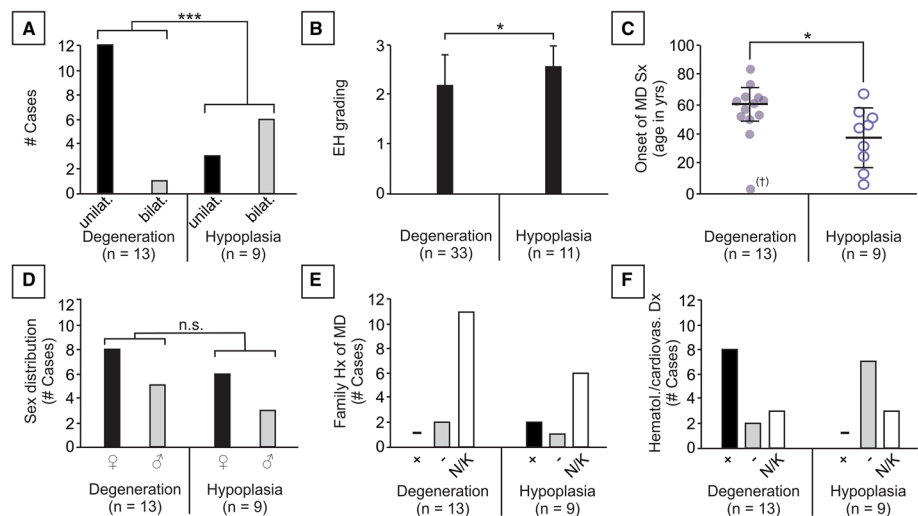 A
***
# Cases
12
10
8
6
4
2
0
unilat.
bilat.
unilat.
bilat.
Degeneration
(n = 13)
Hypoplasia
(n = 9)
B
*
EH grading
3
2
1
0
Degeneration
(n = 33)
Hypoplasia
(n = 11)
C
*
Onset of MD Sx
(age in yrs)
100
80
60
40
20
0
(†)
Degeneration
(n = 13)
Hypoplasia
(n = 9)
D
n.s.
Sex distribution
(# Cases)
12
10
8
6
4
2
0
♀
♂
♀
♂
Degeneration
(n = 13)
Hypoplasia
(n = 9)
E
Family Hx of MD
(# Cases)
12
10
8
6
4
2
0
+
-
N/K
+
-
N/K
Degeneration
(n = 13)
Hypoplasia
(n = 9)
F
Hematol./cardiovas. Dx
(# Cases)
12
10
8
6
4
2
0
+
-
N/K
+
-
N/K
Degeneration
(n = 13)
Hypoplasia
(n = 9)